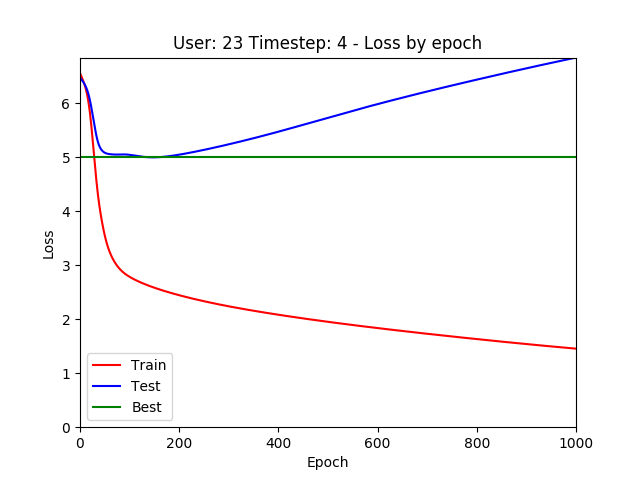 User: 23 Timestep: 4 - Loss by epoch
Loss
6
5
4
3
2
1
0
Train
Test
Best
0 200 400 600 800 1000
Epoch